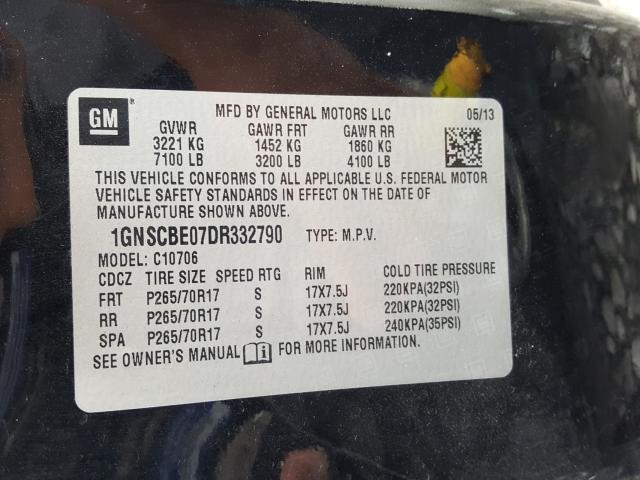 GM ®
MFD BY GENERAL MOTORS LLC 05/13
GVWR GAWR FRT GAWR RR
3221 KG 1452 KG 1860 KG
7100 LB 3200 LB 4100 LB
THIS VEHICLE CONFORMS TO ALL APPLICABLE U.S. FEDERAL MOTOR
VEHICLE SAFETY STANDARDS IN EFFECT ON THE DATE OF
MANUFACTURE SHOWN ABOVE.
1GNSCBE07DR332790 TYPE: M.P.V.
MODEL: C10706
CDCZ TIRE SIZE SPEED RTG RIM COLD TIRE PRESSURE
FRT P265/70R17 S 17X7.5J 220KPA(32PSI)
RR P265/70R17 S 17X7.5J 220KPA(32PSI)
SPA P265/70R17 S 17X7.5J 240KPA(35PSI)
SEE OWNER'S MANUAL FOR MORE INFORMATION.